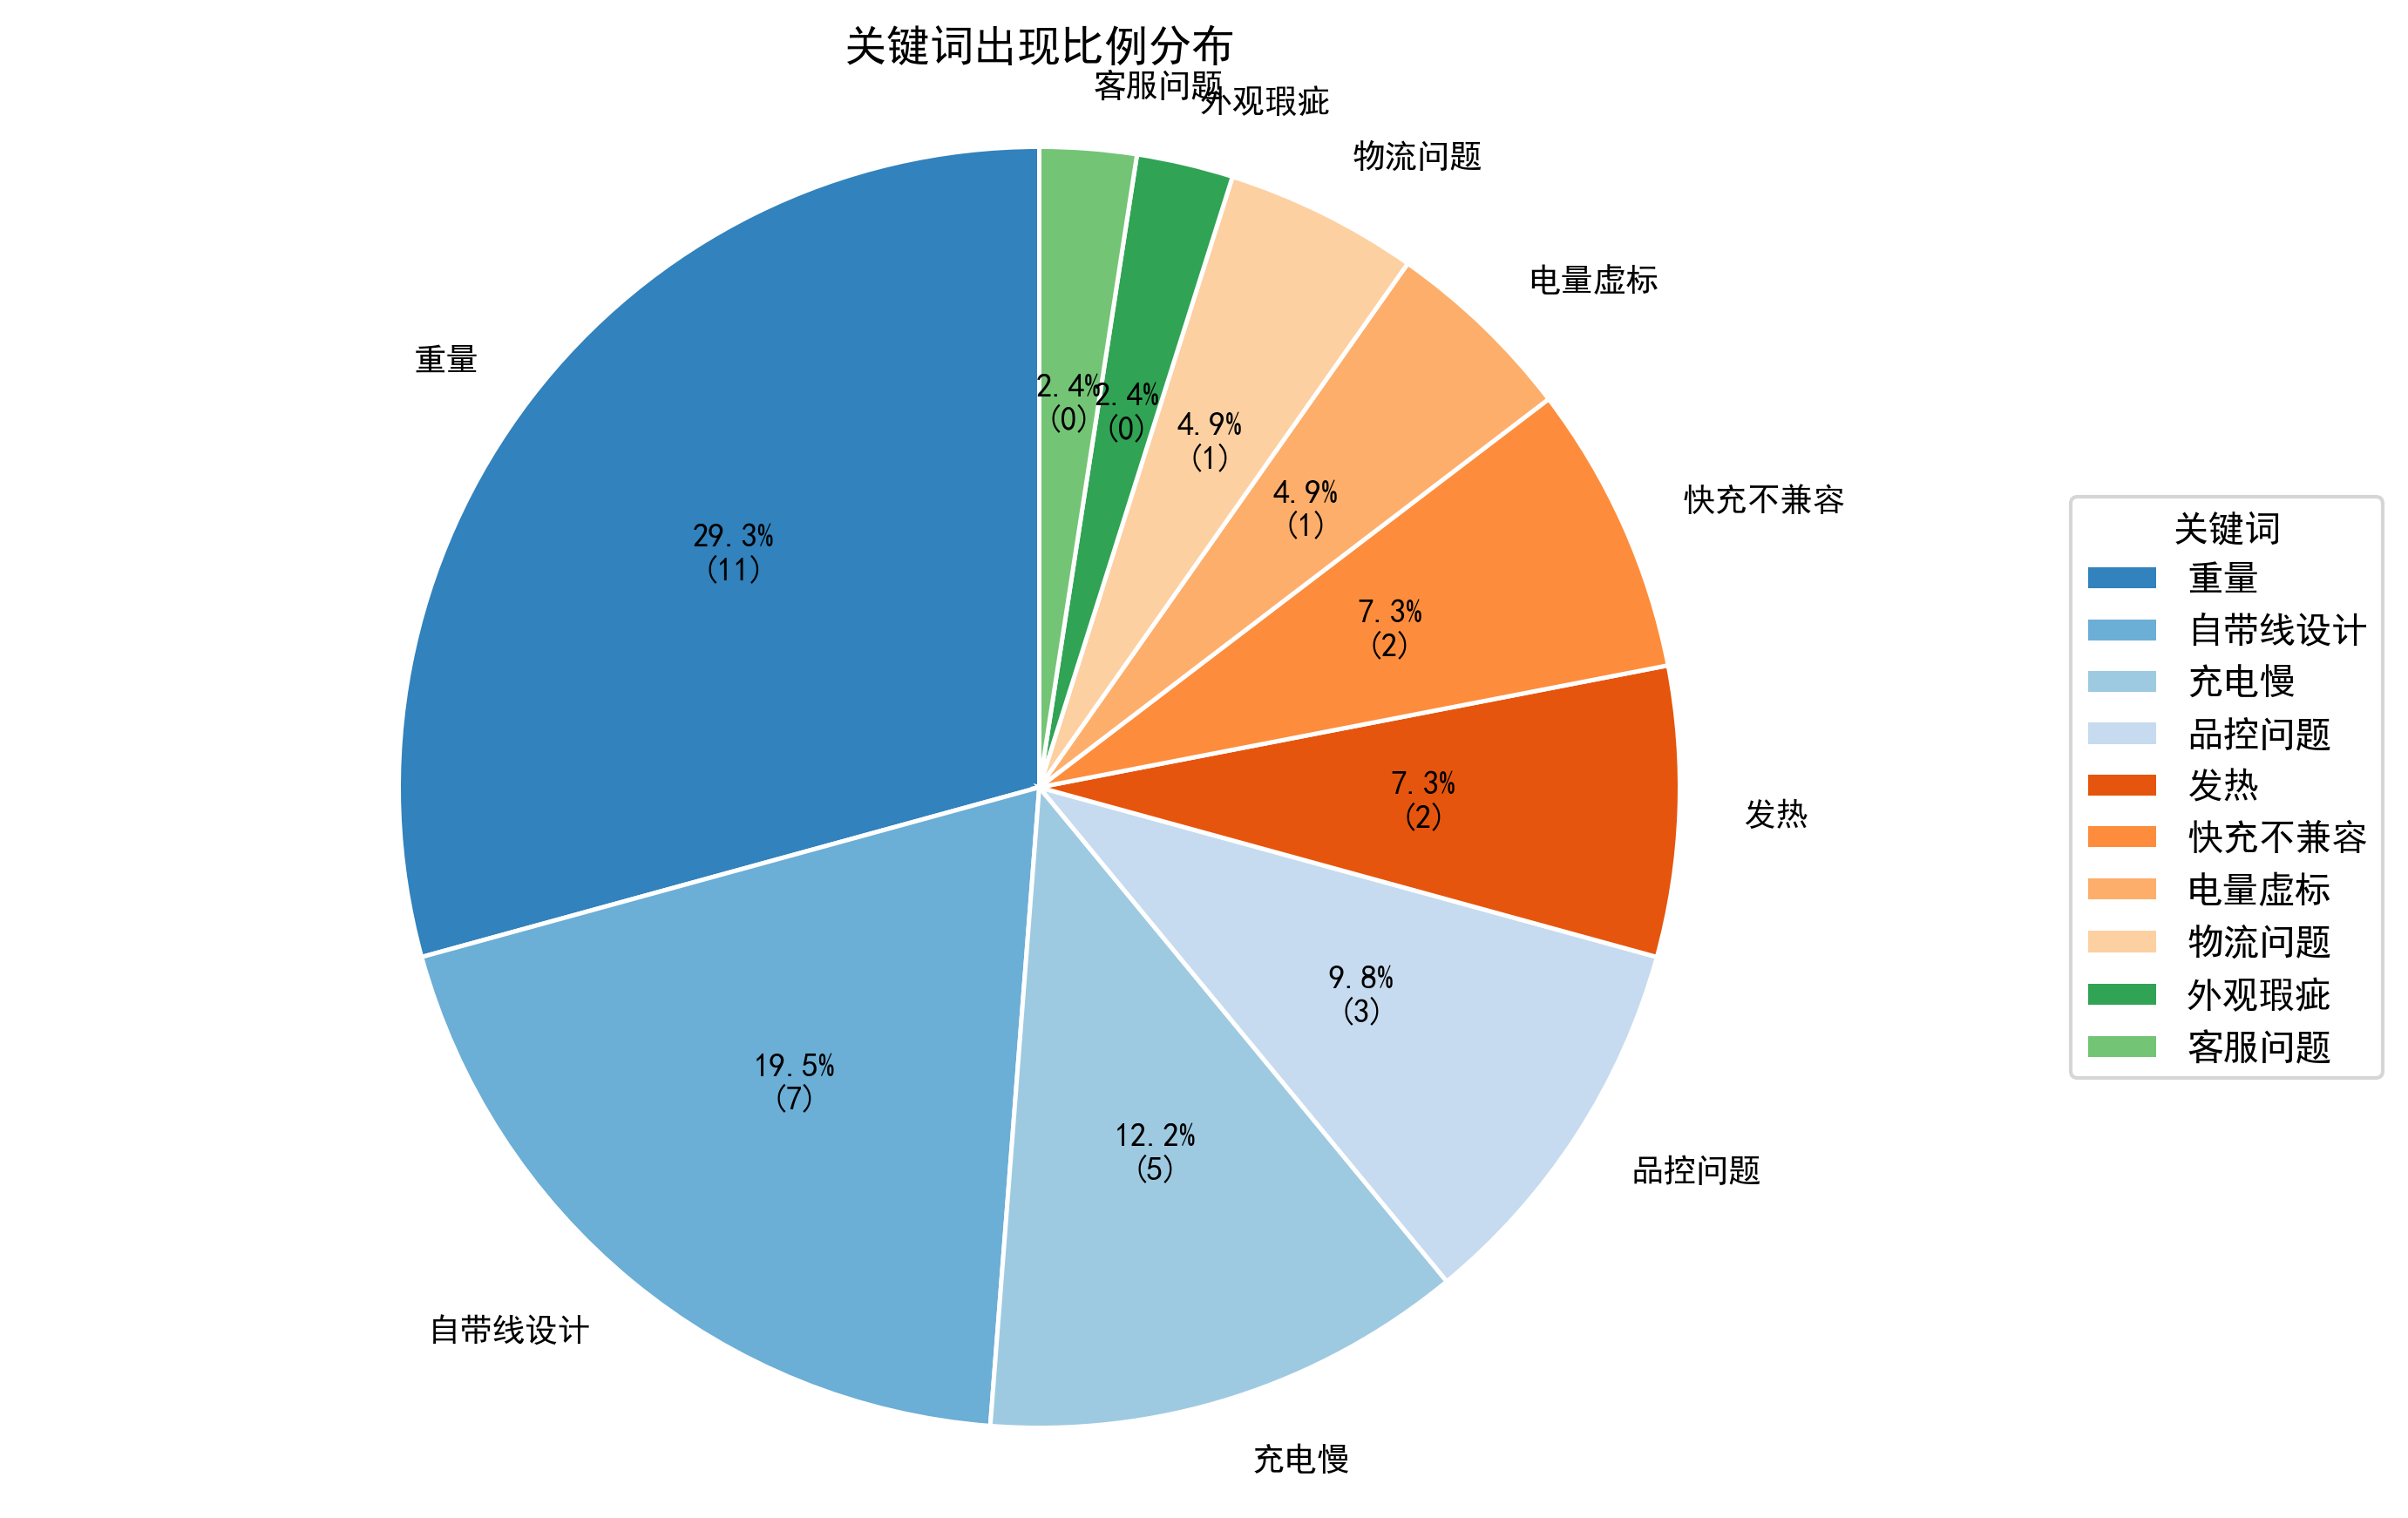 关键词出现比例分布
客服问题
外观瑕疵
物流问题
电量虚标
快充不兼容
发热
品控问题
充电慢
自带线设计
重量
2.4%
(0)
2.4%
(0)
4.9%
(1)
4.9%
(1)
7.3%
(2)
7.3%
(2)
9.8%
(3)
12.2%
(5)
19.5%
(7)
29.3%
(11)
关键词
重量
自带线设计
充电慢
品控问题
发热
快充不兼容
电量虚标
物流问题
外观瑕疵
客服问题